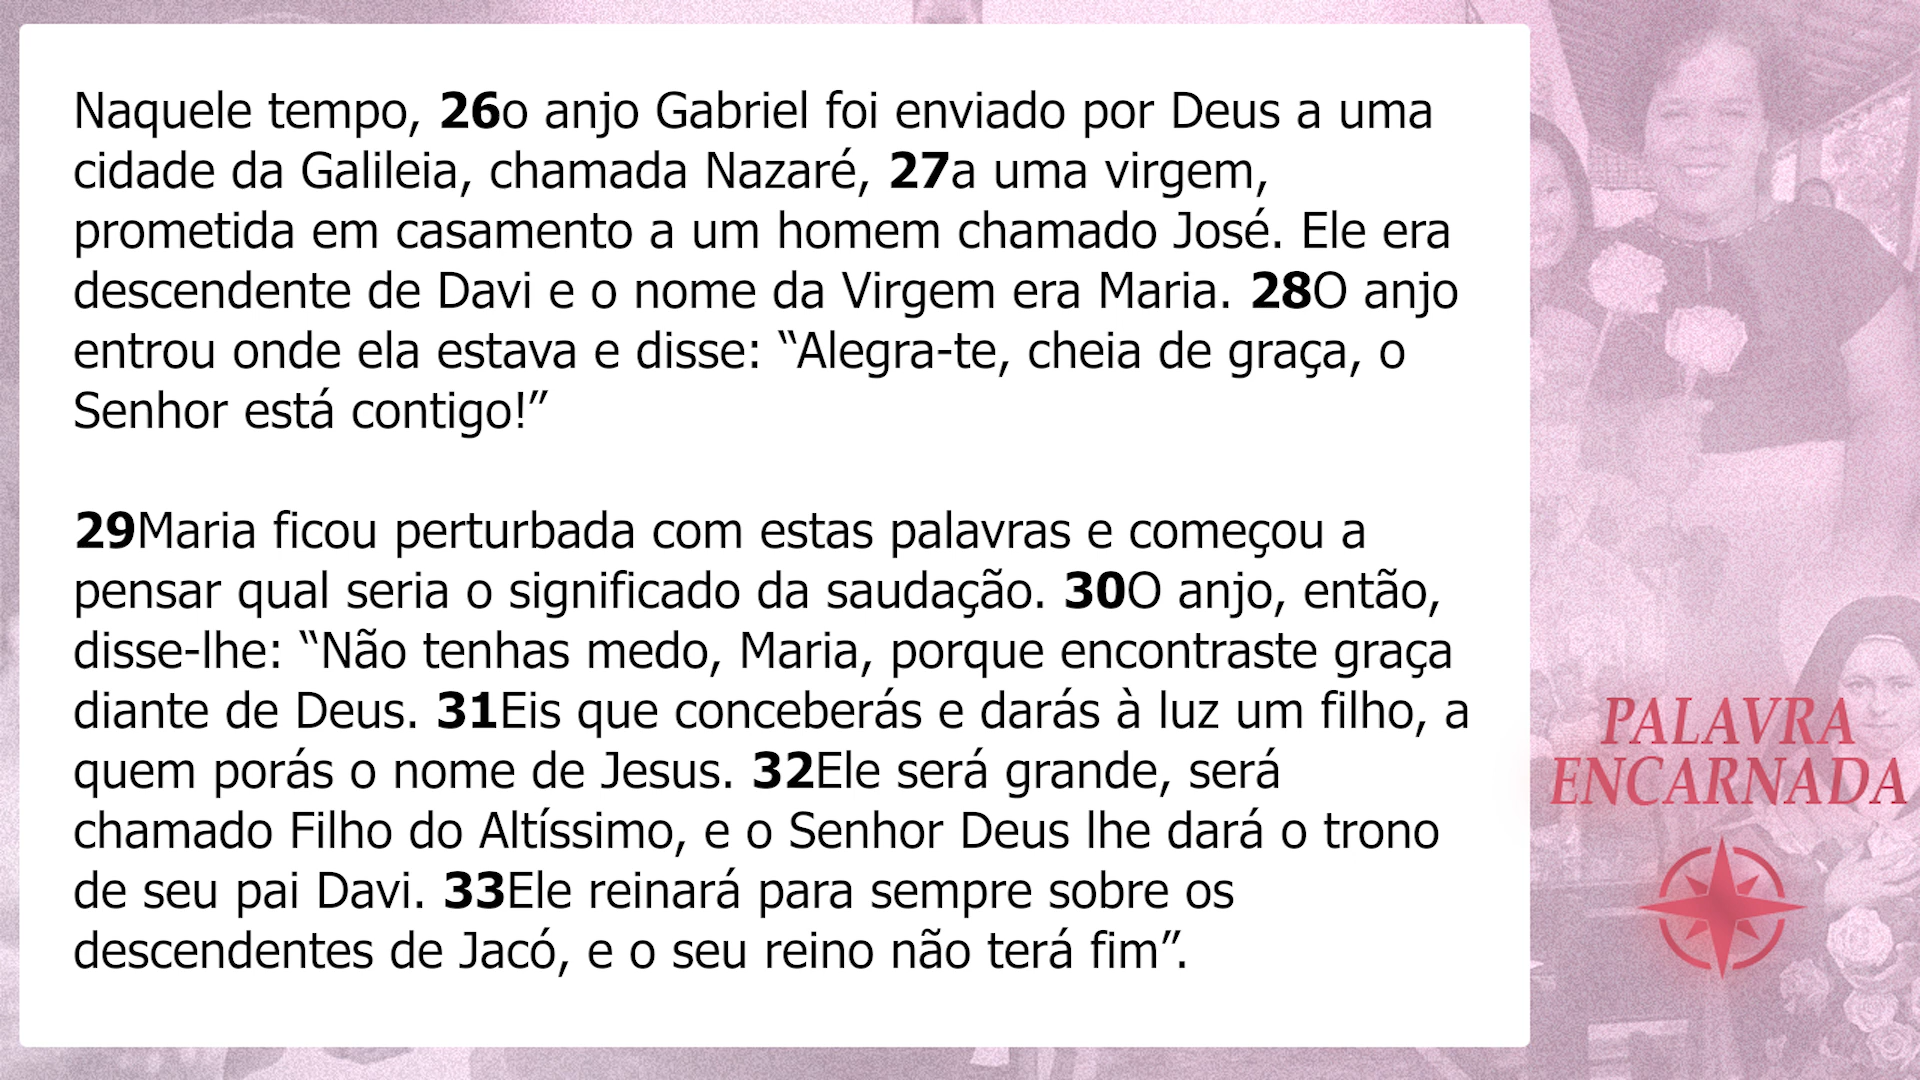 Naquele tempo, 26o anjo Gabriel foi enviado por Deus a uma
cidade da Galileia, chamada Nazaré, 27a uma virgem,
prometida em casamento a um homem chamado José. Ele era
descendente de Davi e o nome da Virgem era Maria. 28O anjo
entrou onde ela estava e disse: “Alegra-te, cheia de graça, o
Senhor está contigo!”
29Maria ficou perturbada com estas palavras e começou a
pensar qual seria o significado da saudação. 30O anjo, então,
disse-lhe: “Não tenhas medo, Maria, porque encontraste graça
diante de Deus. 31Eis que conceberás e darás à luz um filho, a
quem porás o nome de Jesus. 32Ele será grande, será
chamado Filho do Altíssimo, e o Senhor Deus lhe dará o trono
de seu pai Davi. 33Ele reinará para sempre sobre os
descendentes de Jacó, e o seu reino não terá fim”.
PALAVRA
ENCARNADA